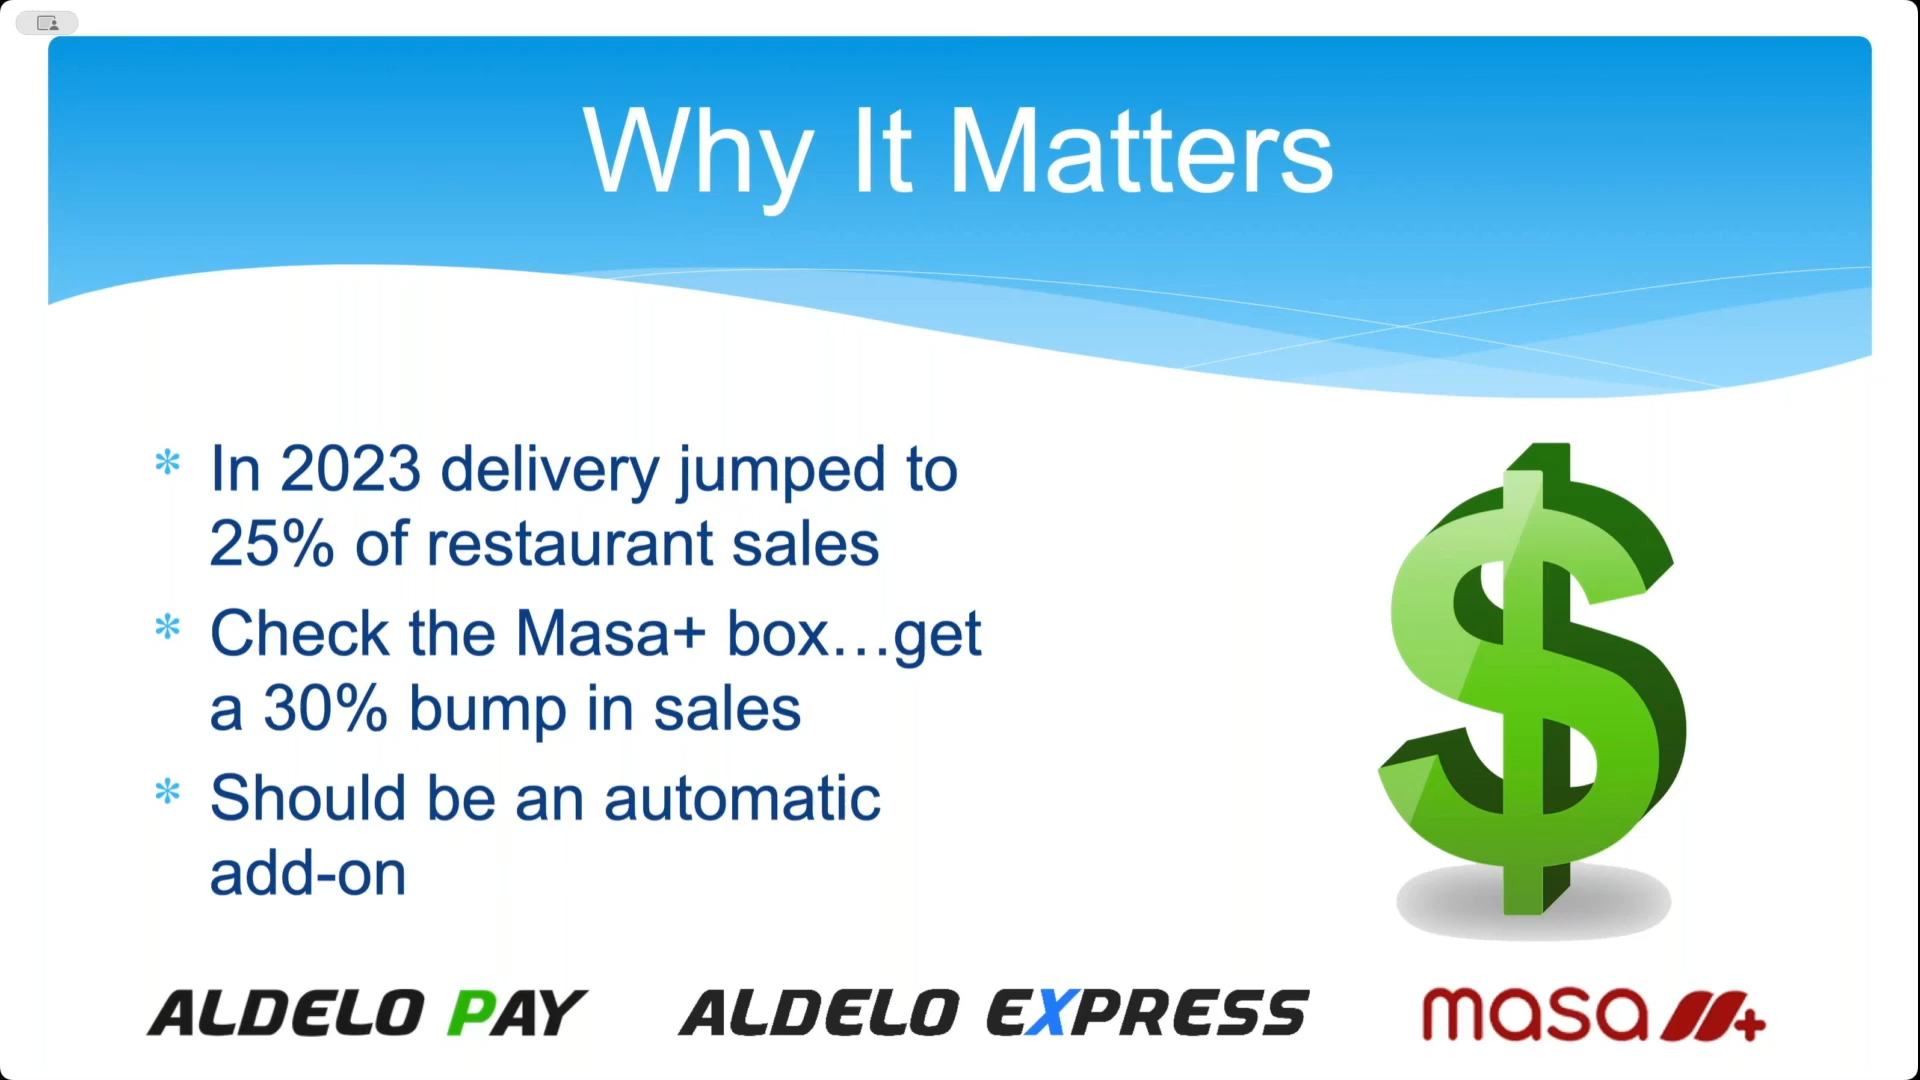 Why It Matters
* In 2023 delivery jumped to
25% of restaurant sales
* Check the Masa+ box…get
a 30% bump in sales
* Should be an automatic
add-on
ALDELO PAY
ALDELO EXPRESS
masa+